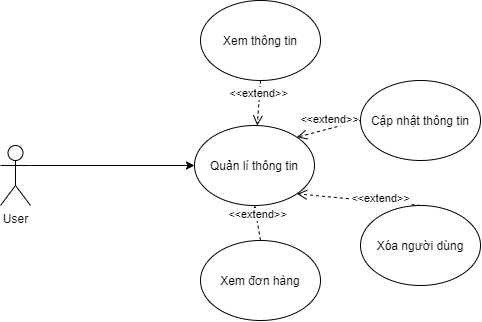 Xem thông tin
<<extend>>
<<extend>>
Cập nhật thông tin
Quản lí thông tin
<<extend>>
User
<<extend>>
Xóa người dùng
Xem đơn hàng